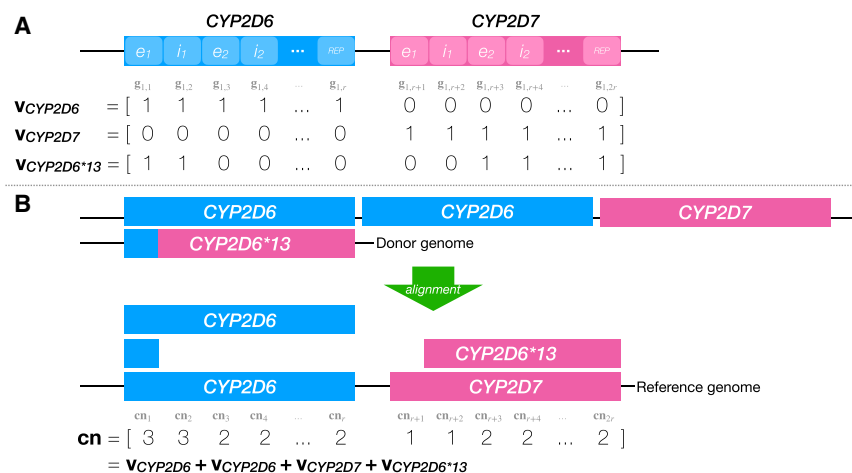 A
CYP2D6 CYP2D7
e1 i1 e2 i2 ... REP e1 i1 e2 i2 ... REP
g1,1 g1,2 g1,3 g1,4 ... g1,r g1,r+1 g1,r+2 g1,r+3 g1,r+4 ... g1,2r
vCYP2D6 = [ 1 1 1 1 ... 1 0 0 0 0 ... 0 ]
vCYP2D7 = [ 0 0 0 0 ... 0 1 1 1 1 ... 1 ]
vCYP2D6*13 = [ 1 1 0 0 ... 0 0 0 1 1 ... 1 ]
B
CYP2D6 CYP2D6 CYP2D7
CYP2D6*13 Donor genome
alignment
CYP2D6
CYP2D6*13
CYP2D6 CYP2D7 Reference genome
cn1 cn2 cn3 cn4 ... cnr cnr+1 cnr+2 cnr+3 cnr+4 ... cn2r
cn = [ 3 3 2 2 ... 2 1 1 2 2 ... 2 ]
= vCYP2D6 + vCYP2D6 + vCYP2D7 + vCYP2D6*13